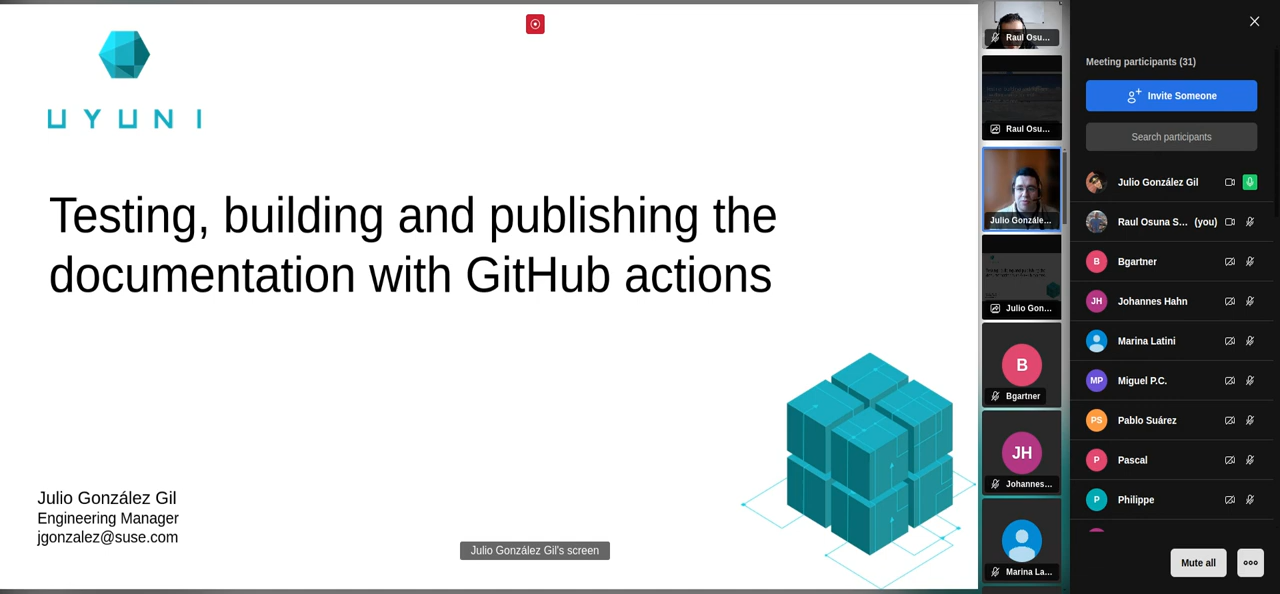 UYUNI
Testing, building and publishing the
documentation with GitHub actions
Julio González Gil
Engineering Manager
jgonzalez@suse.com
Julio González Gil's screen
Raul Osu...
Raul Osu...
Julio Gonzále...
Julio Gon...
B
Bgartner
JH
Johannes...
Marina La...
Meeting participants (31)
Invite Someone
Search participants
Julio González Gil
Raul Osuna S... (you)
B Bgartner
JH Johannes Hahn
Marina Latini
MP Miguel P.C.
PS Pablo Suárez
P Pascal
P Philippe
Mute all